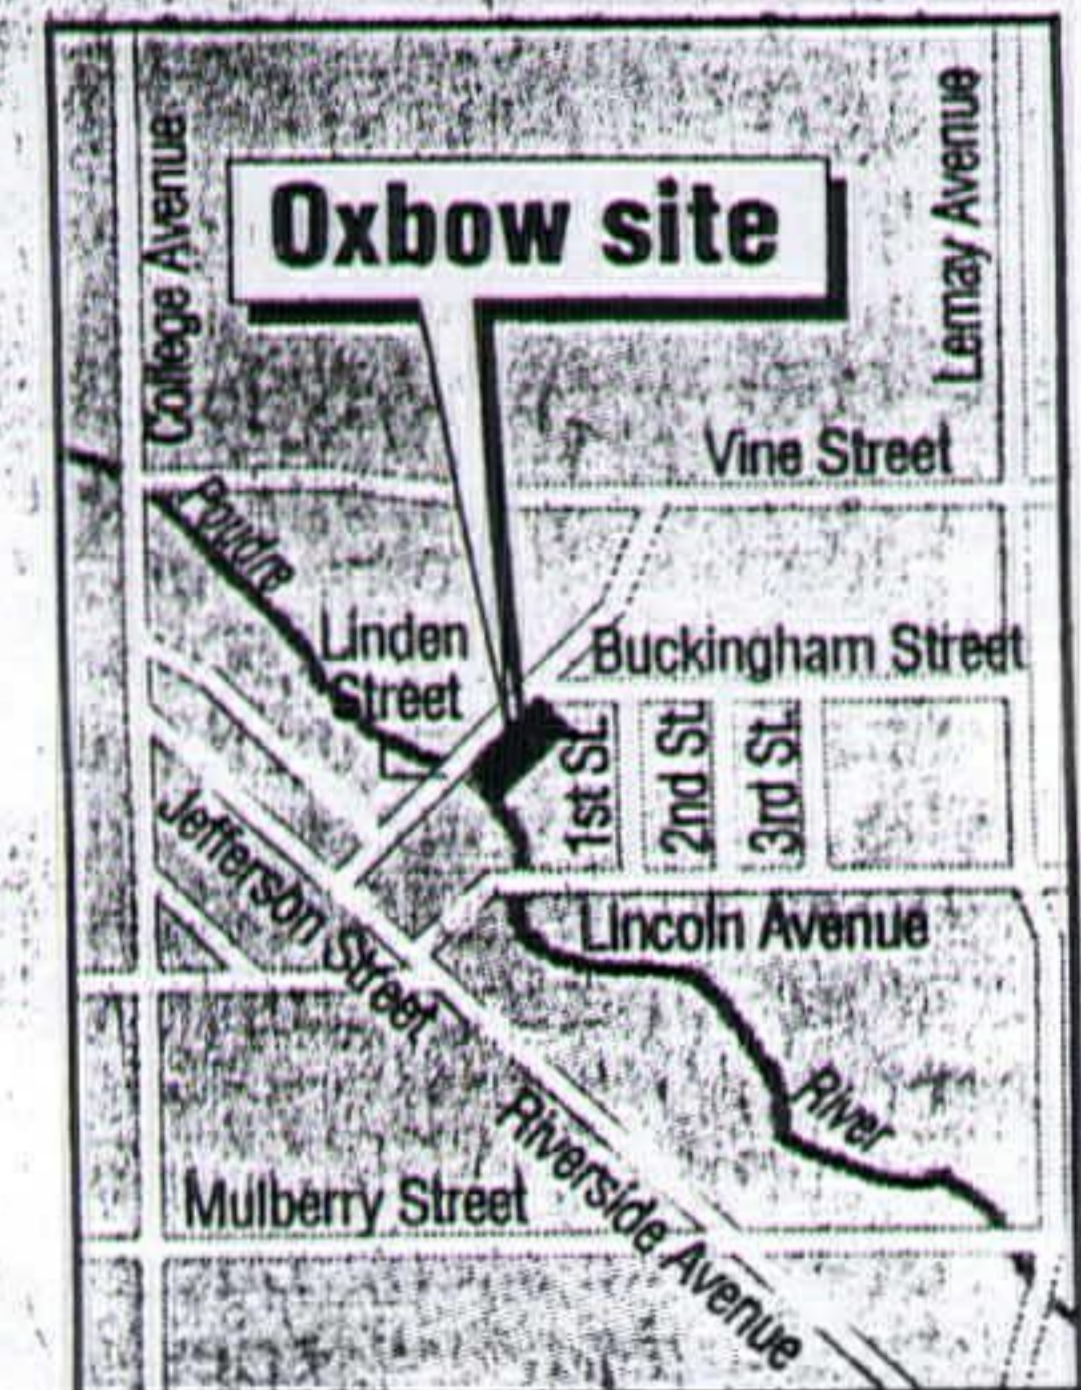 Oxbow site
College Avenue
Lemay Avenue
Vine Street
Poudre
Linden
Street
Buckingham Street
1st St.
2nd St.
3rd St.
Jefferson Street
Lincoln Avenue
River
Riverside Avenue
Mulberry Street